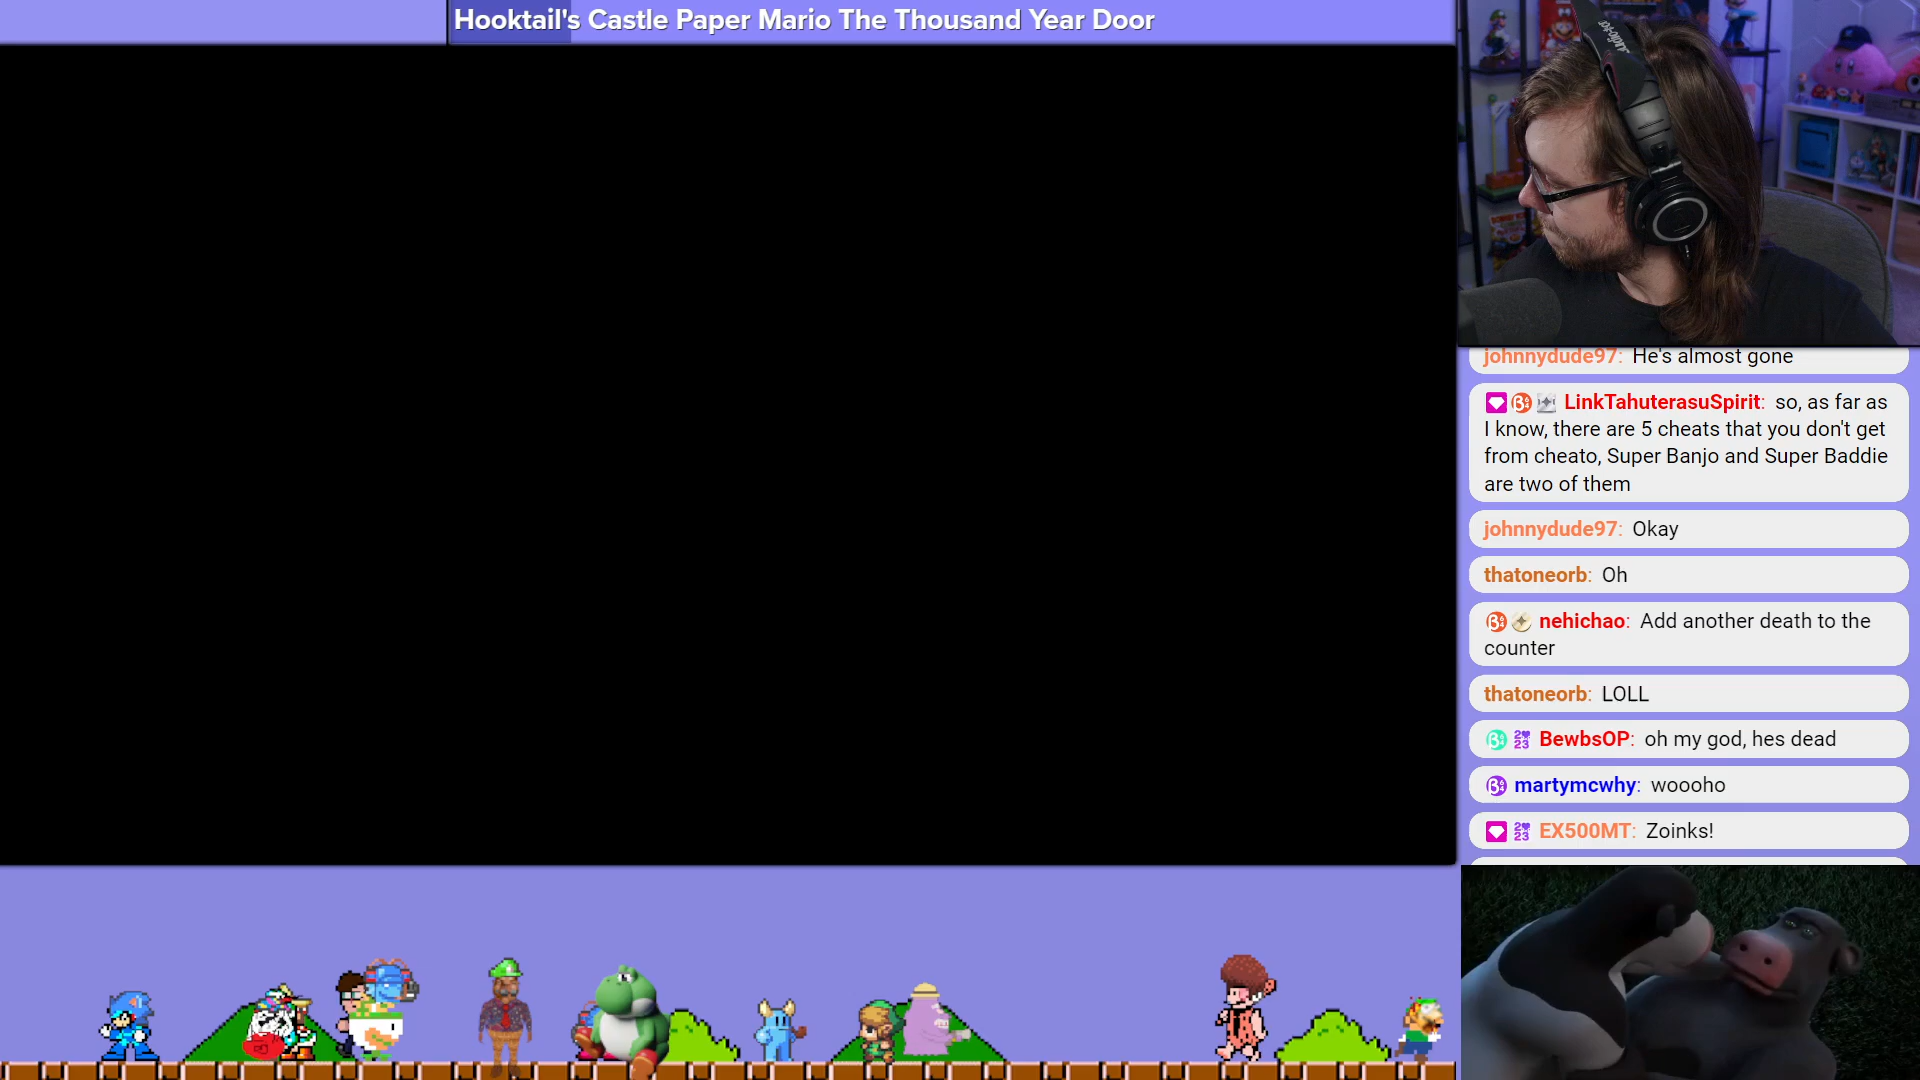 Hooktail's Castle Paper Mario The Thousand Year Door
johnnydude97: He's almost gone
LinkTahuterasuSpirit: so, as far as
I know, there are 5 cheats that you don't get
from cheato, Super Banjo and Super Baddie
are two of them
johnnydude97: Okay
thatoneorb: Oh
nehichao: Add another death to the
counter
thatoneorb: LOLL
BewbsOP: oh my god, hes dead
martymcwhy: woooho
EX500MT: Zoinks!